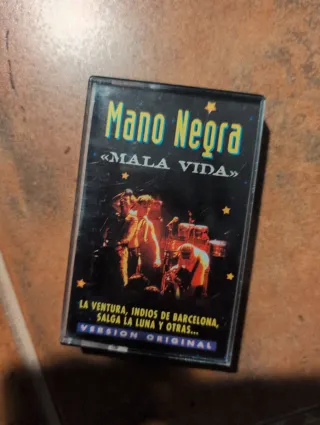 Mano Negra
«MALA VIDA»
LA VENTURA, INDIOS DE BARCELONA,
SALGA LA LUNA Y OTRAS...
VERSION ORIGINAL